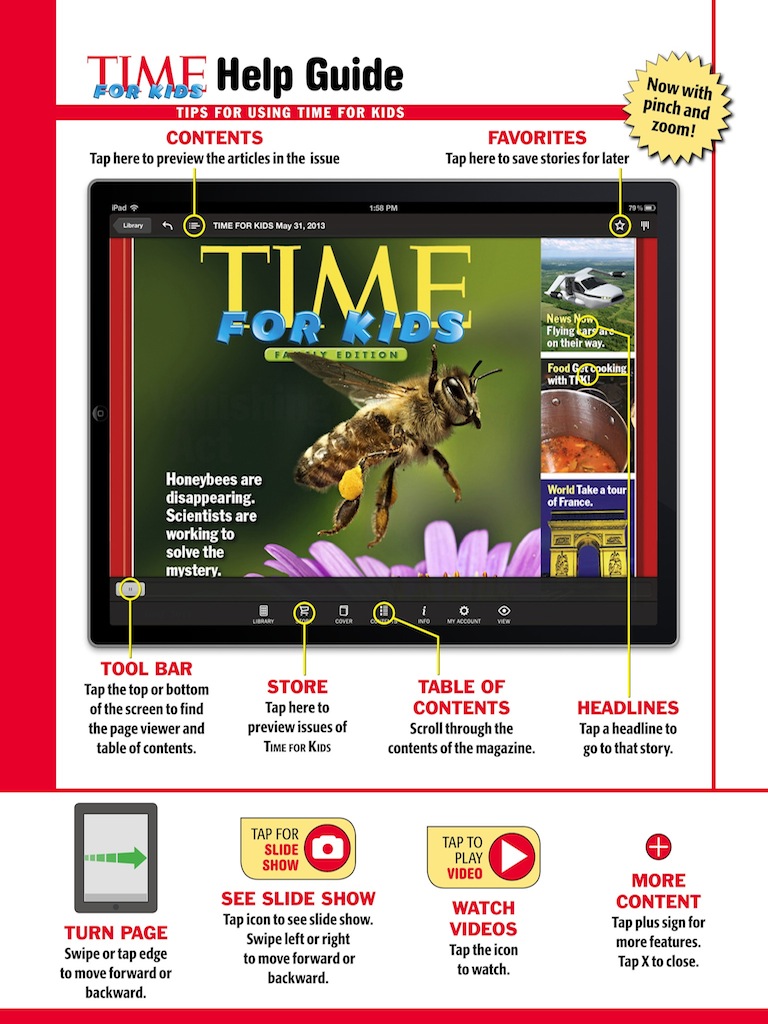 TIME
FOR KIDS
Help Guide
TIPS FOR USING TIME FOR KIDS
Now with
pinch and
zoom!
CONTENTS
Tap here to preview the articles in the issue
FAVORITES
Tap here to save stories for later
iPad
1:58 PM
79%
Library
TIME FOR KIDS May 31, 2013
TIME
FOR KIDS
FAMILY EDITION
Honeybees are
disappearing.
Scientists are
working to
solve the
mystery.
News Now
Flying cars are
on their way.
Food Get cooking
with TFK!
World Take a tour
of France.
LIBRARY
STORE
COVER
CONTENTS
INFO
MY ACCOUNT
VIEW
TOOL BAR
Tap the top or bottom
of the screen to find
the page viewer and
table of contents.
STORE
Tap here to
preview issues of
TIME FOR KIDS
TABLE OF
CONTENTS
Scroll through the
contents of the magazine.
HEADLINES
Tap a headline to
go to that story.
TURN PAGE
Swipe or tap edge
to move forward or
backward.
TAP FOR
SLIDE
SHOW
SEE SLIDE SHOW
Tap icon to see slide show.
Swipe left or right
to move forward or
backward.
TAP TO
PLAY
VIDEO
WATCH
VIDEOS
Tap the icon
to watch.
MORE
CONTENT
Tap plus sign for
more features.
Tap X to close.